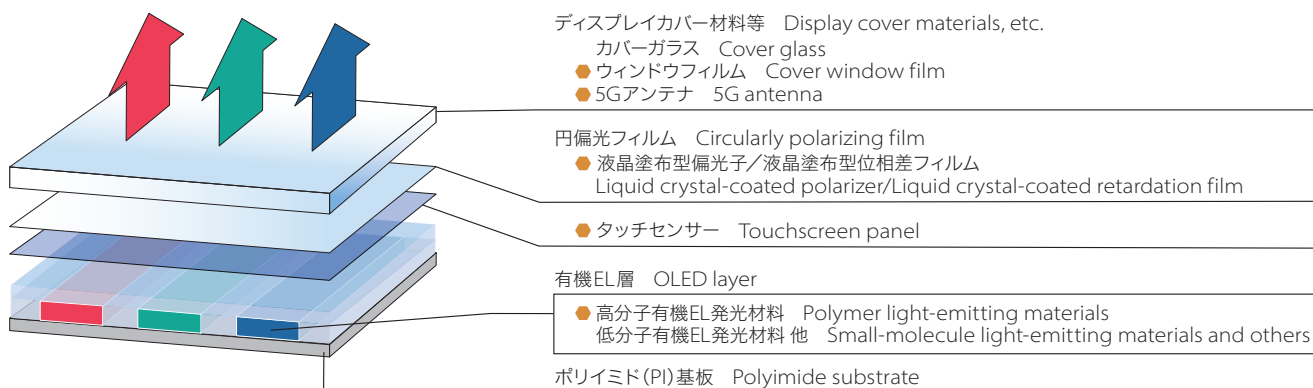 ディスプレイカバー材料等 Display cover materials, etc.
カバーガラス Cover glass
ウィンドウフィルム Cover window film
5Gアンテナ 5G antenna
円偏光フィルム Circularly polarizing film
液晶塗布型偏光子／液晶塗布型位相差フィルム
Liquid crystal-coated polarizer/Liquid crystal-coated retardation film
タッチセンサー Touchscreen panel
有機EL層 OLED layer
高分子有機EL発光材料 Polymer light-emitting materials
低分子有機EL発光材料 他 Small-molecule light-emitting materials and others
ポリイミド（PI）基板 Polyimide substrate